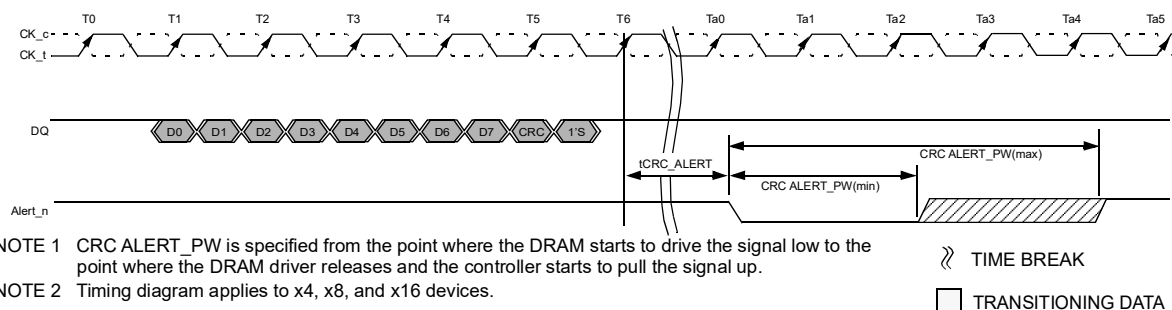 T0 T1 T2 T3 T4 T5 T6 Ta0 Ta1 Ta2 Ta3 Ta4 Ta5
CK_c
CK_t
DQ D0 D1 D2 D3 D4 D5 D6 D7 CRC 1'S
CRC ALERT_PW(max)
tCRC_ALERT
CRC ALERT_PW(min)
Alert_n
NOTE 1 CRC ALERT_PW is specified from the point where the DRAM starts to drive the signal low to the
point where the DRAM driver releases and the controller starts to pull the signal up.
NOTE 2 Timing diagram applies to x4, x8, and x16 devices.
TIME BREAK
TRANSITIONING DATA